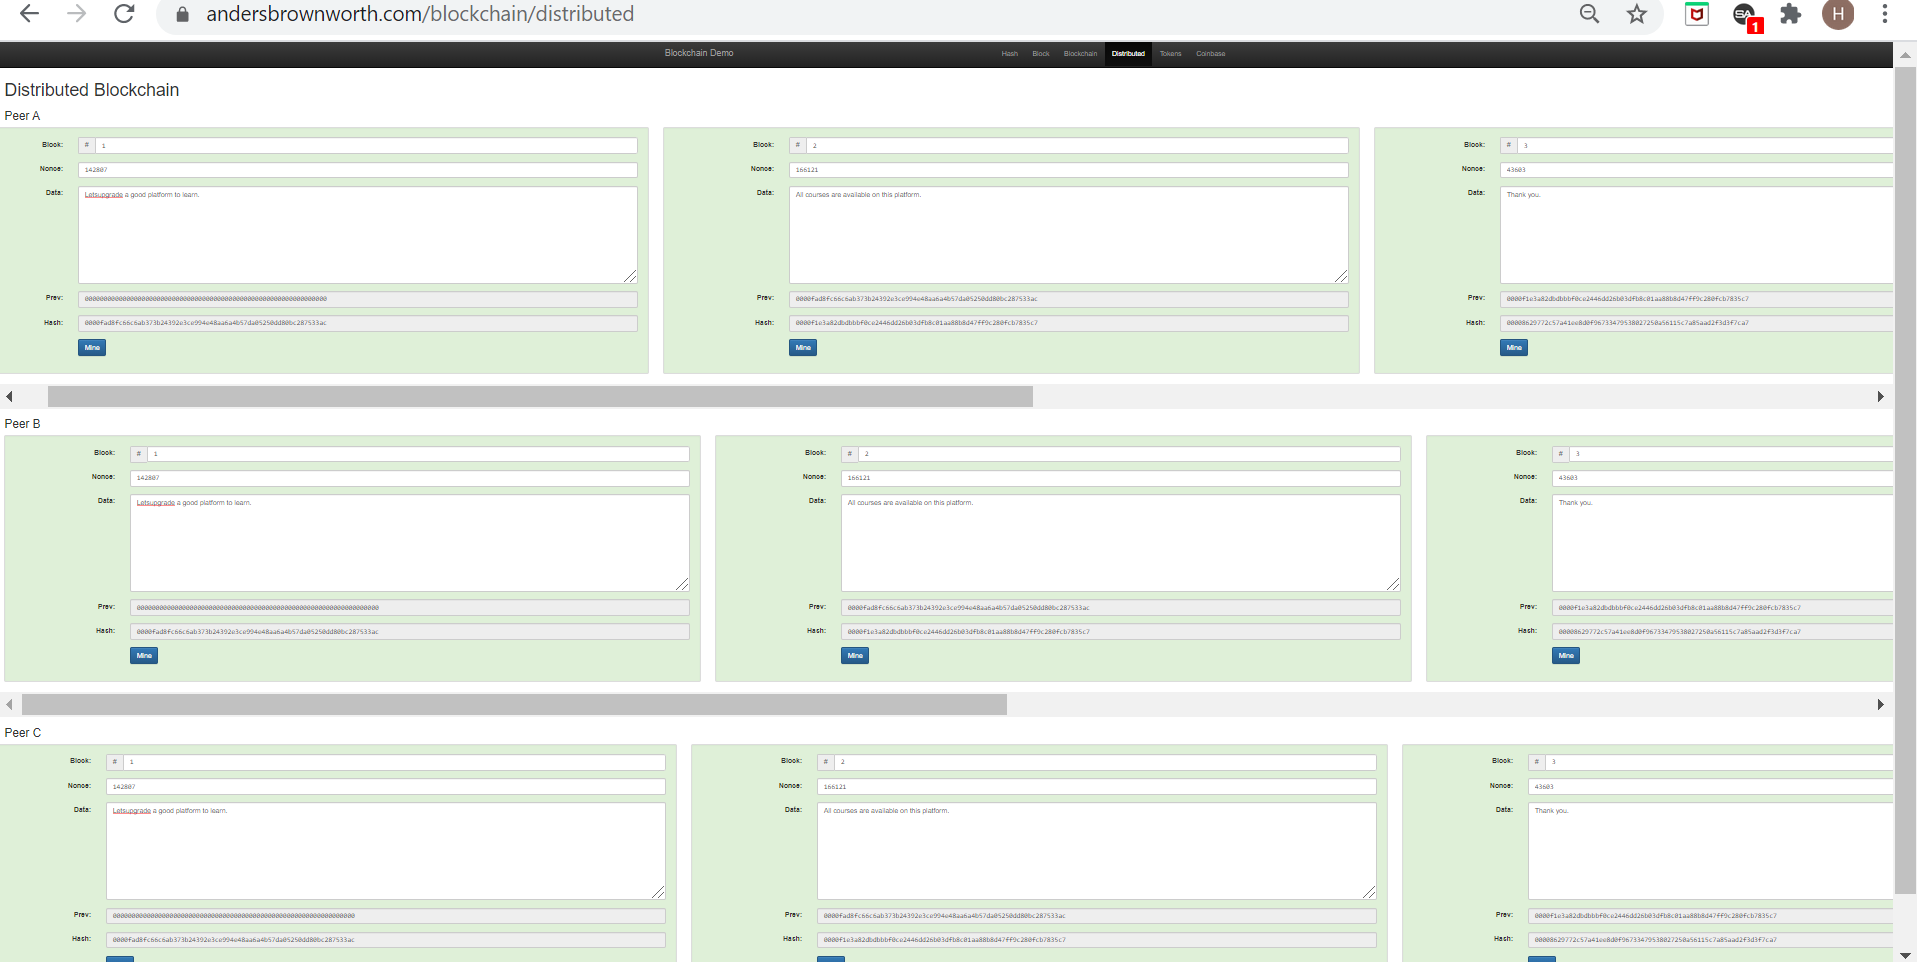 andersbrownworth.com/blockchain/distributed
SA
1
H
Blockchain Demo
Hash Block Blockchain Distributed Tokens Coinbase
Distributed Blockchain
Peer A
Block: # 1
Nonce: 142807
Data: Letsupgrade a good platform to learn.
Prev: 0000000000000000000000000000000000000000000000000000000000000000
Hash: 0000fad8fc66c6ab373b24392e3ce994e48aa6a4b57da05250dd80bc287533ac
Mine
Block: # 2
Nonce: 166121
Data: All courses are available on this platform.
Prev: 0000fad8fc66c6ab373b24392e3ce994e48aa6a4b57da05250dd80bc287533ac
Hash: 0000f1e3a82dbdbbbf0ce2446dd26b03dfb8c01aa88b8d47ff9c280fcb7835c7
Mine
Block: # 3
Nonce: 43603
Data: Thank you.
Prev: 0000f1e3a82dbdbbbf0ce2446dd26b03dfb8c01aa88b8d47ff9c280fcb7835c7
Hash: 00008629772c57a41ee8d0f96733479538027250a56115c7a85aad2f3d3f7ca7
Mine
Peer B
Block: # 1
Nonce: 142807
Data: Letsupgrade a good platform to learn.
Prev: 0000000000000000000000000000000000000000000000000000000000000000
Hash: 0000fad8fc66c6ab373b24392e3ce994e48aa6a4b57da05250dd80bc287533ac
Mine
Block: # 2
Nonce: 166121
Data: All courses are available on this platform.
Prev: 0000fad8fc66c6ab373b24392e3ce994e48aa6a4b57da05250dd80bc287533ac
Hash: 0000f1e3a82dbdbbbf0ce2446dd26b03dfb8c01aa88b8d47ff9c280fcb7835c7
Mine
Block: # 3
Nonce: 43603
Data: Thank you.
Prev: 0000f1e3a82dbdbbbf0ce2446dd26b03dfb8c01aa88b8d47ff9c280fcb7835c7
Hash: 00008629772c57a41ee8d0f96733479538027250a56115c7a85aad2f3d3f7ca7
Mine
Peer C
Block: # 1
Nonce: 142807
Data: Letsupgrade a good platform to learn.
Prev: 0000000000000000000000000000000000000000000000000000000000000000
Hash: 0000fad8fc66c6ab373b24392e3ce994e48aa6a4b57da05250dd80bc287533ac
Block: # 2
Nonce: 166121
Data: All courses are available on this platform.
Prev: 0000fad8fc66c6ab373b24392e3ce994e48aa6a4b57da05250dd80bc287533ac
Hash: 0000f1e3a82dbdbbbf0ce2446dd26b03dfb8c01aa88b8d47ff9c280fcb7835c7
Block: # 3
Nonce: 43603
Data: Thank you.
Prev: 0000f1e3a82dbdbbbf0ce2446dd26b03dfb8c01aa88b8d47ff9c280fcb7835c7
Hash: 00008629772c57a41ee8d0f96733479538027250a56115c7a85aad2f3d3f7ca7